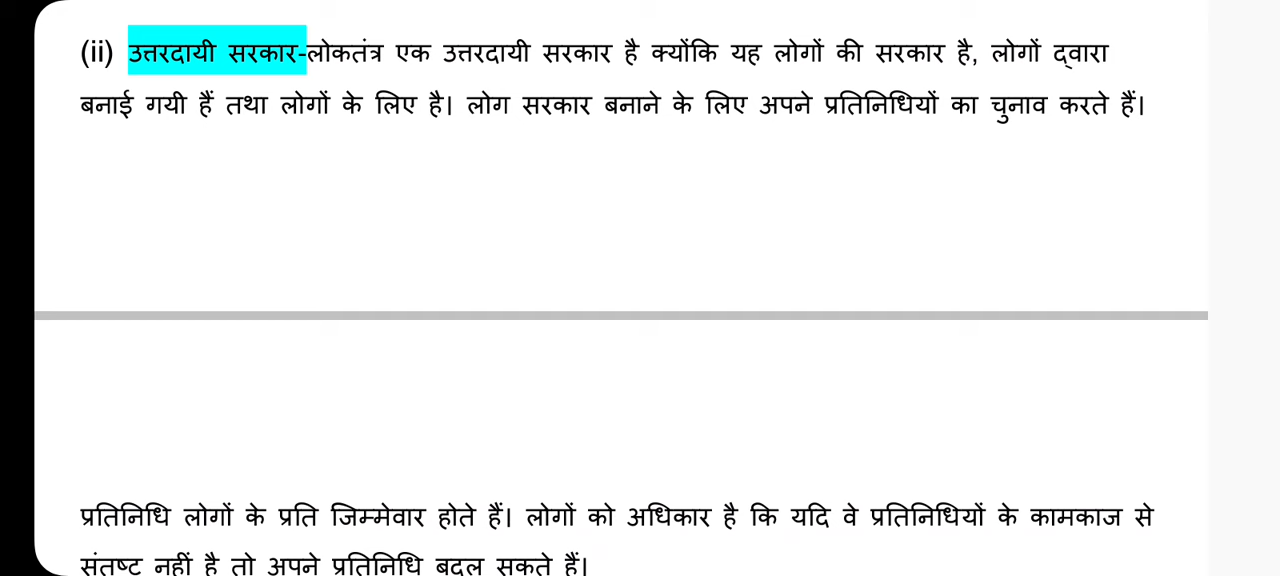 (ii) उत्तरदायी सरकार-लोकतंत्र एक उत्तरदायी सरकार है क्योंकि यह लोगों की सरकार है, लोगों द्वारा
बनाई गयी हैं तथा लोगों के लिए है। लोग सरकार बनाने के लिए अपने प्रतिनिधियों का चुनाव करते हैं।
प्रतिनिधि लोगों के प्रति जिम्मेवार होते हैं। लोगों को अधिकार है कि यदि वे प्रतिनिधियों के कामकाज से
संतष्ट नहीं है तो अपने प्रतिनिधि बदल सकते हैं।